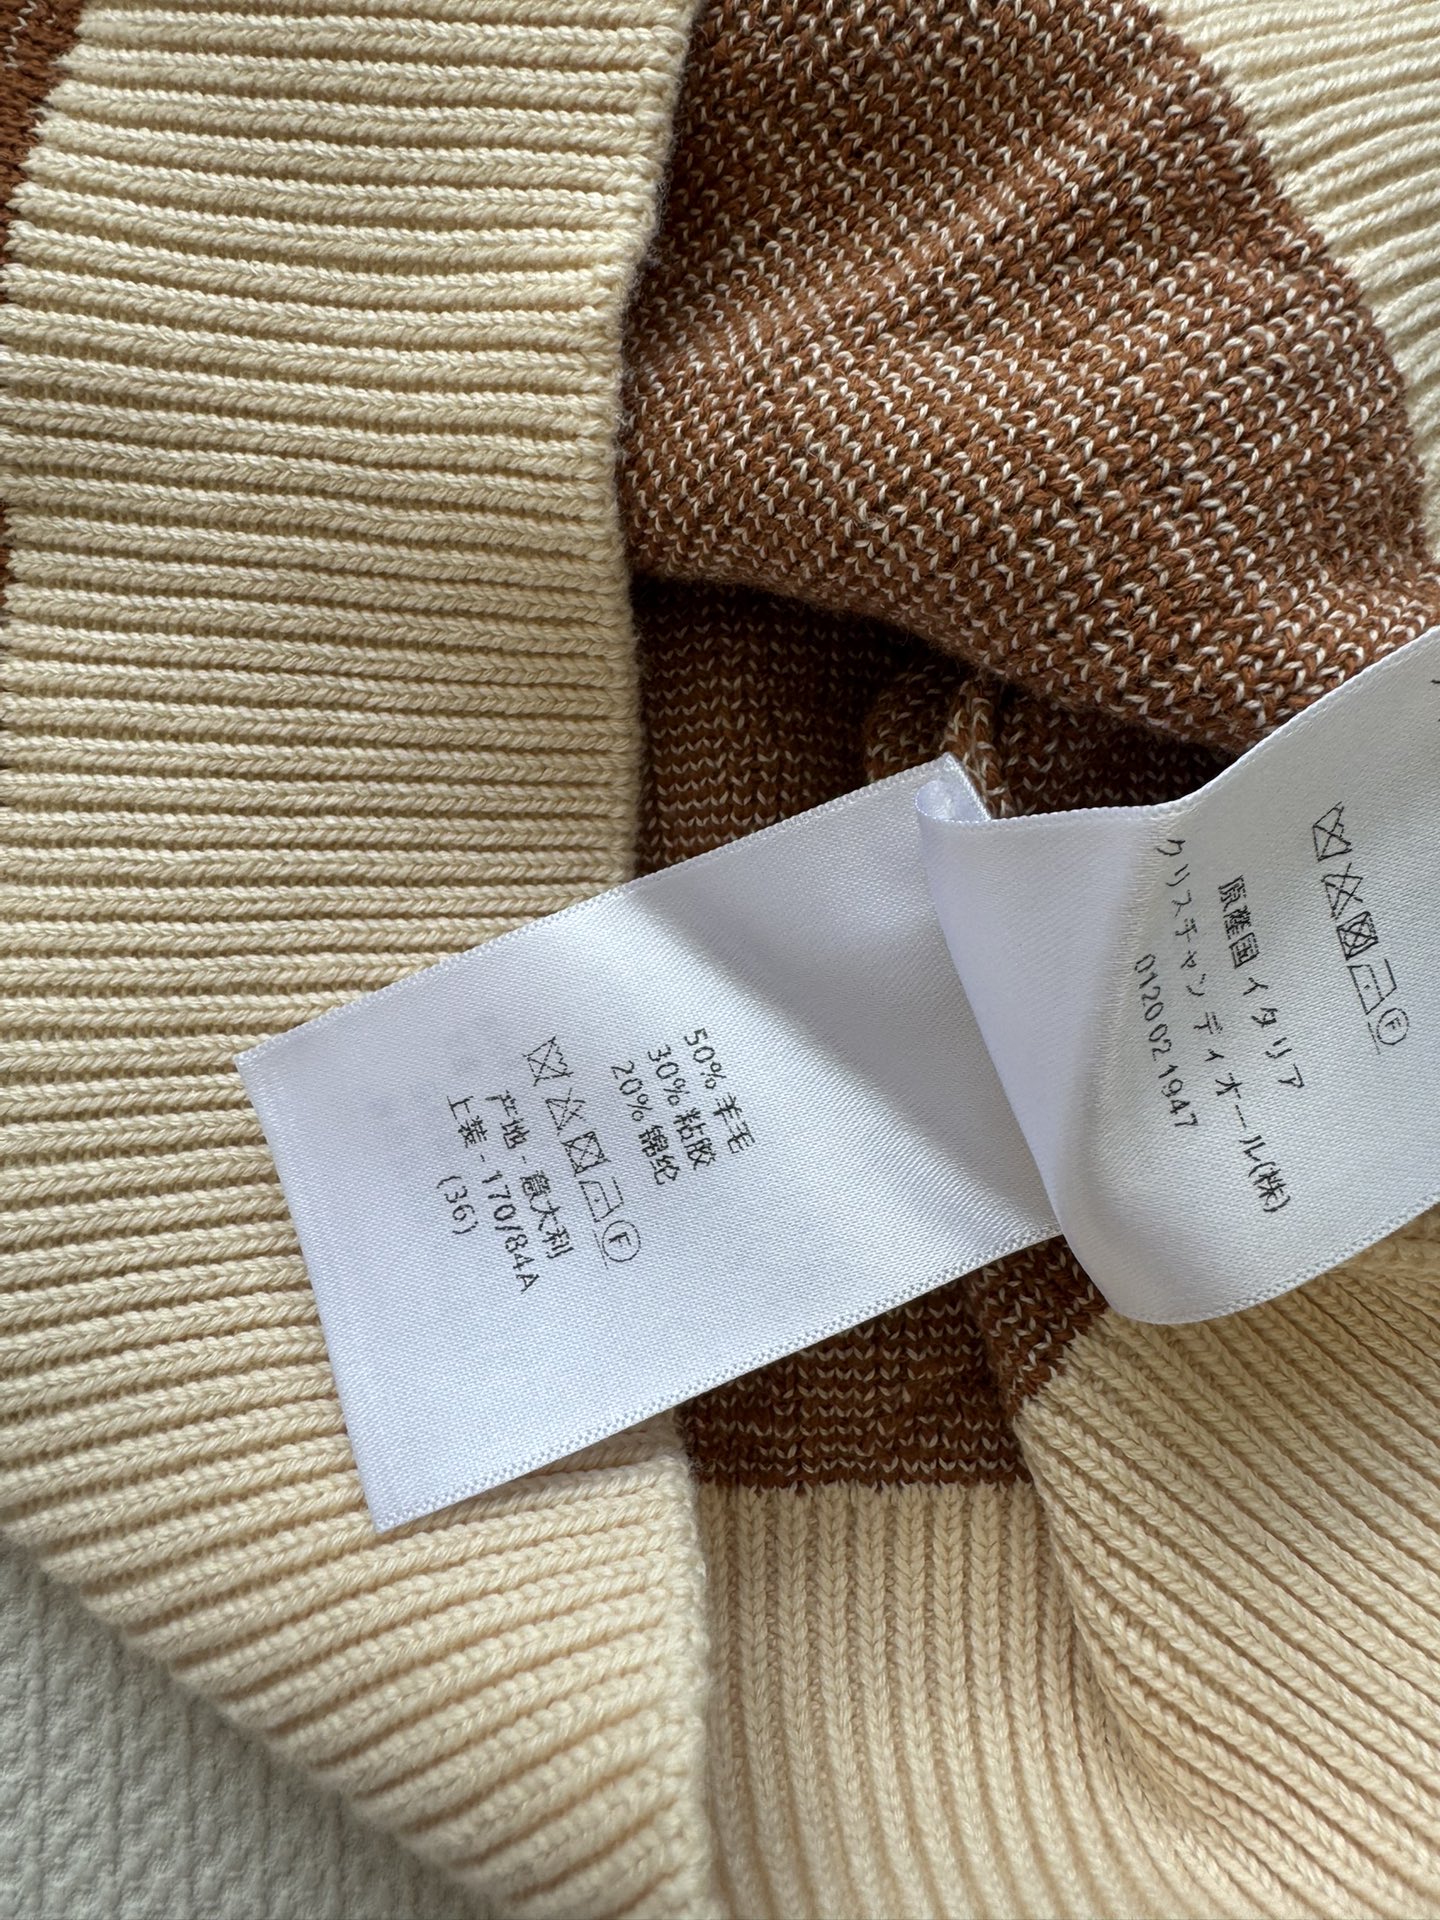 50% 羊毛
30% 粘胶
20% 锦纶
F
产地 - 意大利
上装 - 170/84A
(36)
F
原産国 イタリア
クリスチャン ディオール(株)
0120 02 1947